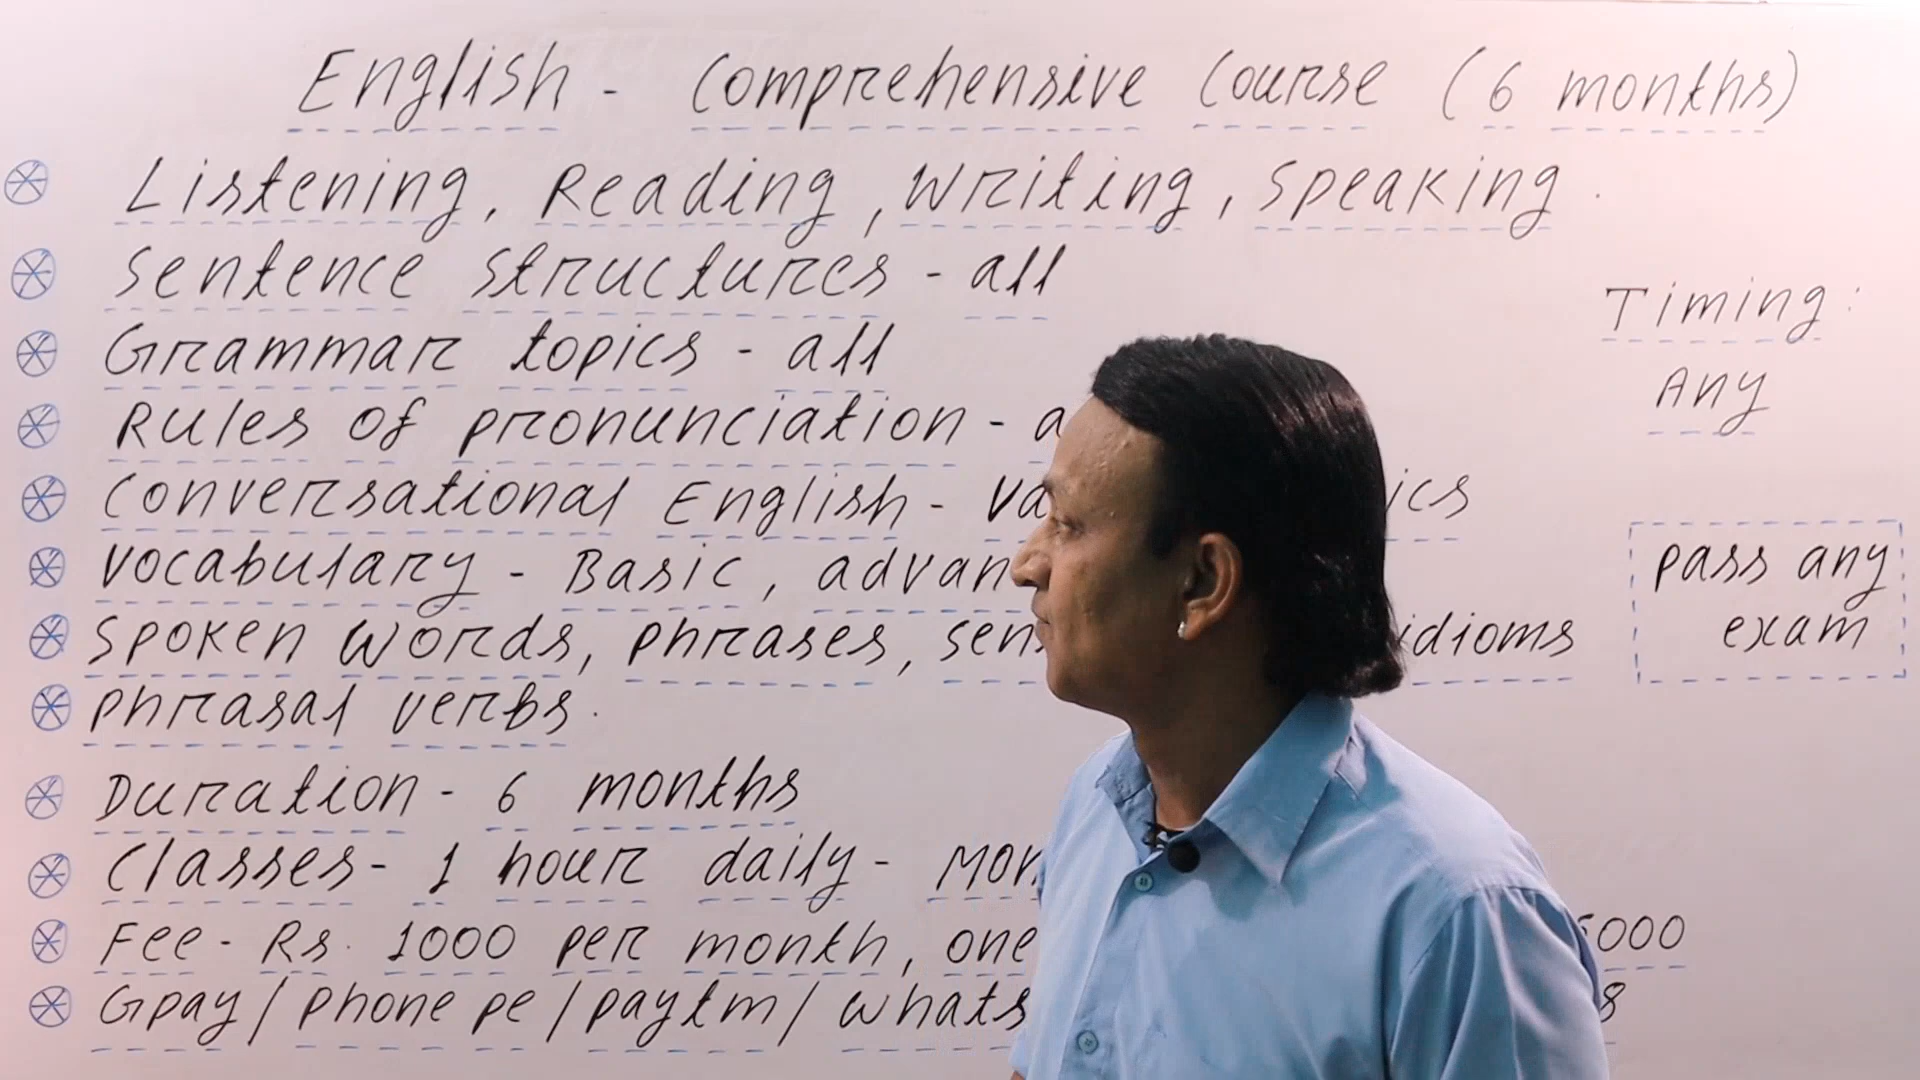 English - Comprehensive Course (6 months)
Listening, Reading, Writing, Speaking.
Sentence structures - all
Timing:
Grammar topics - all
Any
Rules of pronunciation -
Conversational English -
Vocabulary - Basic,
pass any
exam
Spoken words, phrases, idioms
Phrasal verbs.
Duration - 6 months
Classes - 1 hour daily -
Fee - Rs. 1000 per month, one
Gpay / Phone pe / paytm /